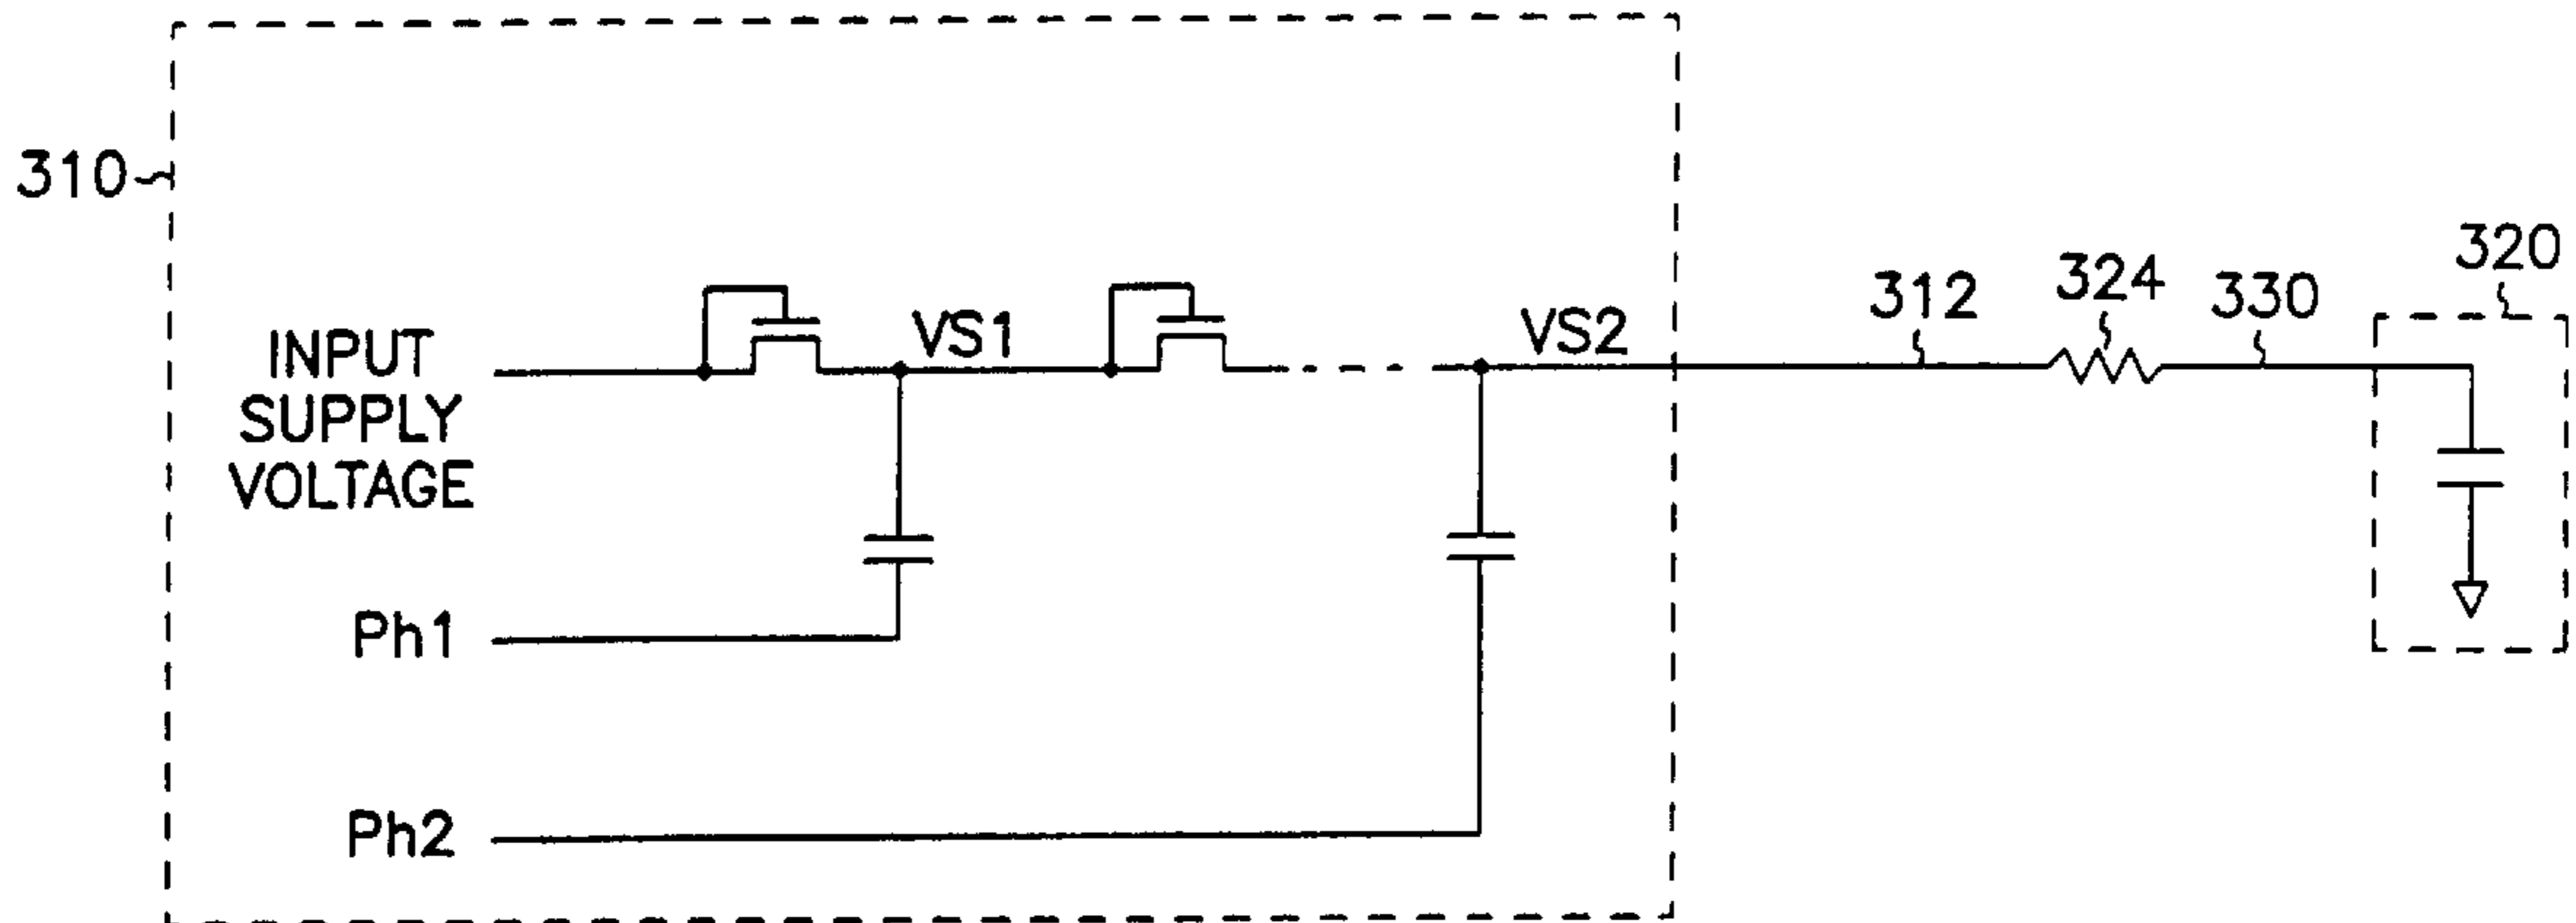 310
INPUT
SUPPLY
VOLTAGE
VS1
VS2
312
324
330
320
Ph1
Ph2